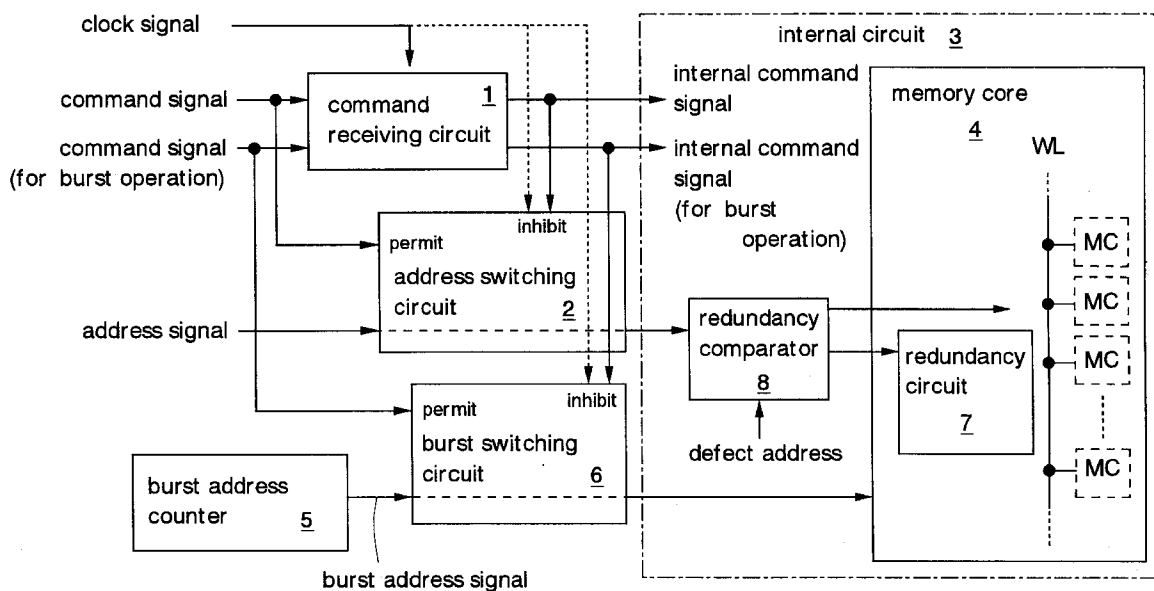 clock signal
command signal
command signal
(for burst operation)
command
receiving circuit
1
internal command
signal
internal command
signal
(for burst
operation)
inhibit
permit
address switching
circuit
2
address signal
inhibit
permit
burst switching
circuit
6
burst address
counter
5
burst address signal
internal circuit 3
memory core
4
WL
MC
MC
MC
MC
redundancy
comparator
8
defect address
redundancy
circuit
7